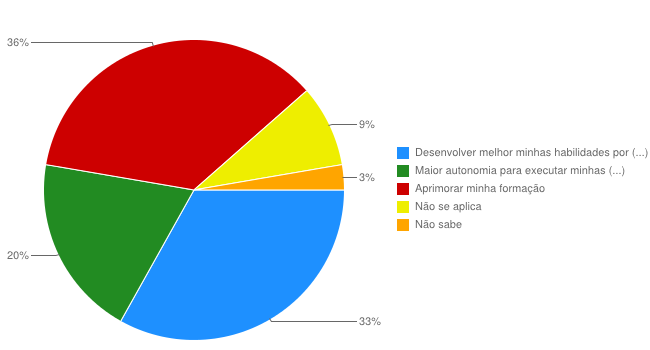 36%
9%
3%
20%
33%
Desenvolver melhor minhas habilidades por (...)
Maior autonomia para executar minhas (...)
Aprimorar minha formação
Não se aplica
Não sabe